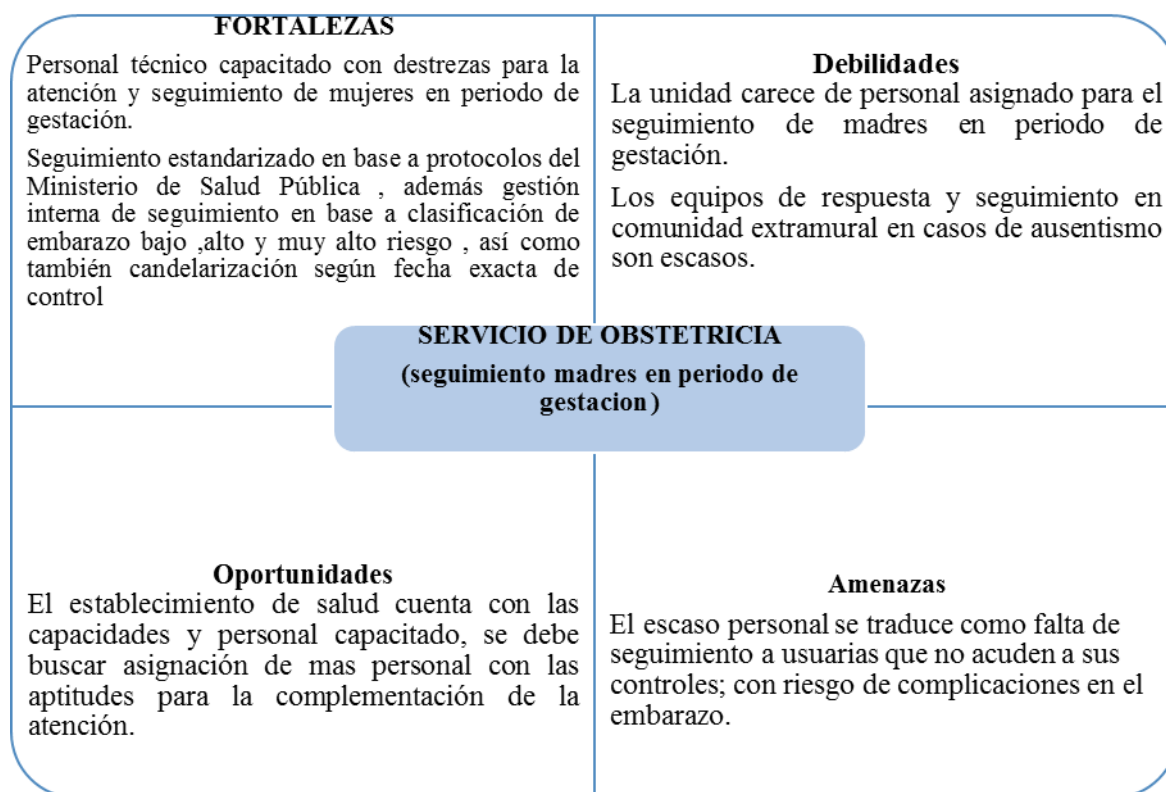 FORTALEZAS
Personal técnico capacitado con destrezas para la
atención y seguimiento de mujeres en periodo de
gestación.
Seguimiento estandarizado en base a protocolos del
Ministerio de Salud Pública , además gestión
interna de seguimiento en base a clasificación de
embarazo bajo ,alto y muy alto riesgo , así como
también candelarización según fecha exacta de
control
Debilidades
La unidad carece de personal asignado para el
seguimiento de madres en periodo de
gestación.
Los equipos de respuesta y seguimiento en
comunidad extramural en casos de ausentismo
son escasos.
SERVICIO DE OBSTETRICIA
(seguimiento madres en periodo de
gestacion )
Oportunidades
El establecimiento de salud cuenta con las
capacidades y personal capacitado, se debe
buscar asignación de mas personal con las
aptitudes para la complementación de la
atención.
Amenazas
El escaso personal se traduce como falta de
seguimiento a usuarias que no acuden a sus
controles; con riesgo de complicaciones en el
embarazo.